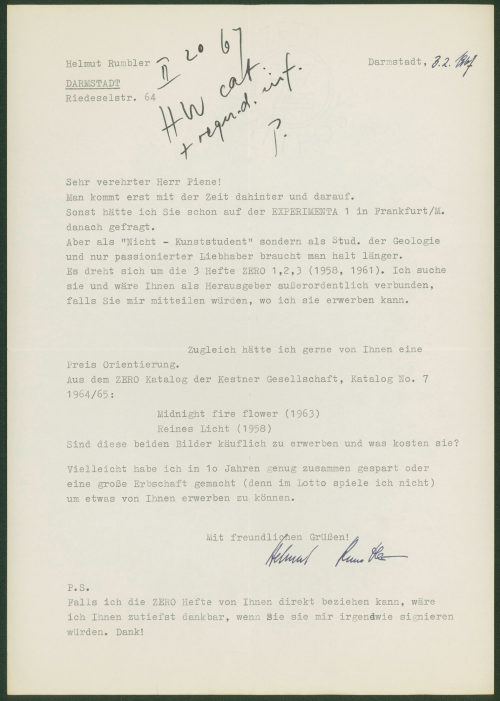 Helmut Rumbler
DARMSTADT
Riedeselstr. 64
II 20 67
HW cat.
+ requ.d. inf.
P.
Darmstadt, 3.2.1967
Sehr verehrter Herr Piene!
Man kommt erst mit der Zeit dahinter und darauf.
Sonst hätte ich Sie schon auf der EXPERIMENTA 1 in Frankfurt/M.
danach gefragt.
Aber als "Nicht - Kunststudent" sondern als Stud. der Geologie
und nur passionierter Liebhaber braucht man halt länger.
Es dreht sich um die 3 Hefte ZERO 1,2,3 (1958, 1961). Ich suche
sie und wäre Ihnen als Herausgeber außerordentlich verbunden,
falls Sie mir mitteilen würden, wo ich sie erwerben kann.
Zugleich hätte ich gerne von Ihnen eine
Preis Orientierung.
Aus dem ZERO Katalog der Kestner Gesellschaft, Katalog No. 7
1964/65:
Midnight fire flower (1963)
Reines Licht (1958)
Sind diese beiden Bilder käuflich zu erwerben und was kosten sie?
Vielleicht habe ich in 1o Jahren genug zusammen gespart oder
eine große Erbschaft gemacht (denn im Lotto spiele ich nicht)
um etwas von Ihnen erwerben zu können.
Mit freundlichen Grüßen!
Helmut Rumbler
P.S.
Falls ich die ZERO Hefte von Ihnen direkt beziehen kann, wäre
ich Ihnen zutiefst dankbar, wenn Sie sie mir irgendwie signieren
würden. Dank!